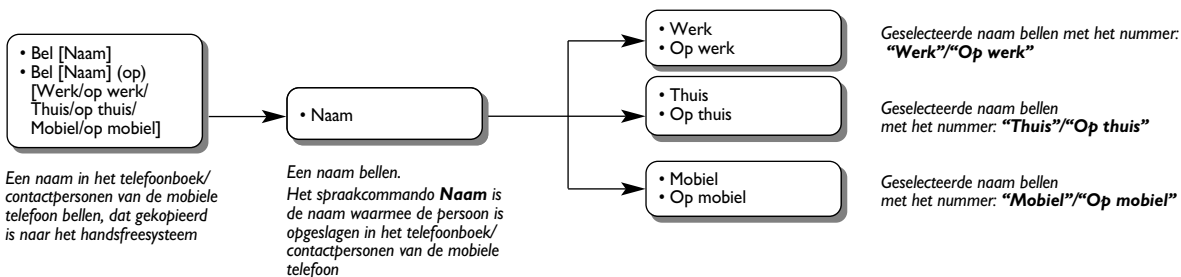 • Bel [Naam]
• Bel [Naam] (op)
[Werk/op werk/
Thuis/op thuis/
Mobiel/op mobiel]
Een naam in het telefoonboek/
contactpersonen van de mobiele
telefoon bellen, dat gekopieerd
is naar het handsfreesysteem
• Naam
Een naam bellen.
Het spraakcommando Naam is
de naam waarmee de persoon is
opgeslagen in het telefoonboek/
contactpersonen van de mobiele
telefoon
• Werk
• Op werk
Geselecteerde naam bellen met het nummer:
“Werk”/“Op werk”
• Thuis
• Op thuis
Geselecteerde naam bellen
met het nummer: “Thuis”/“Op thuis”
• Mobiel
• Op mobiel
Geselecteerde naam bellen
met het nummer: “Mobiel”/“Op mobiel”